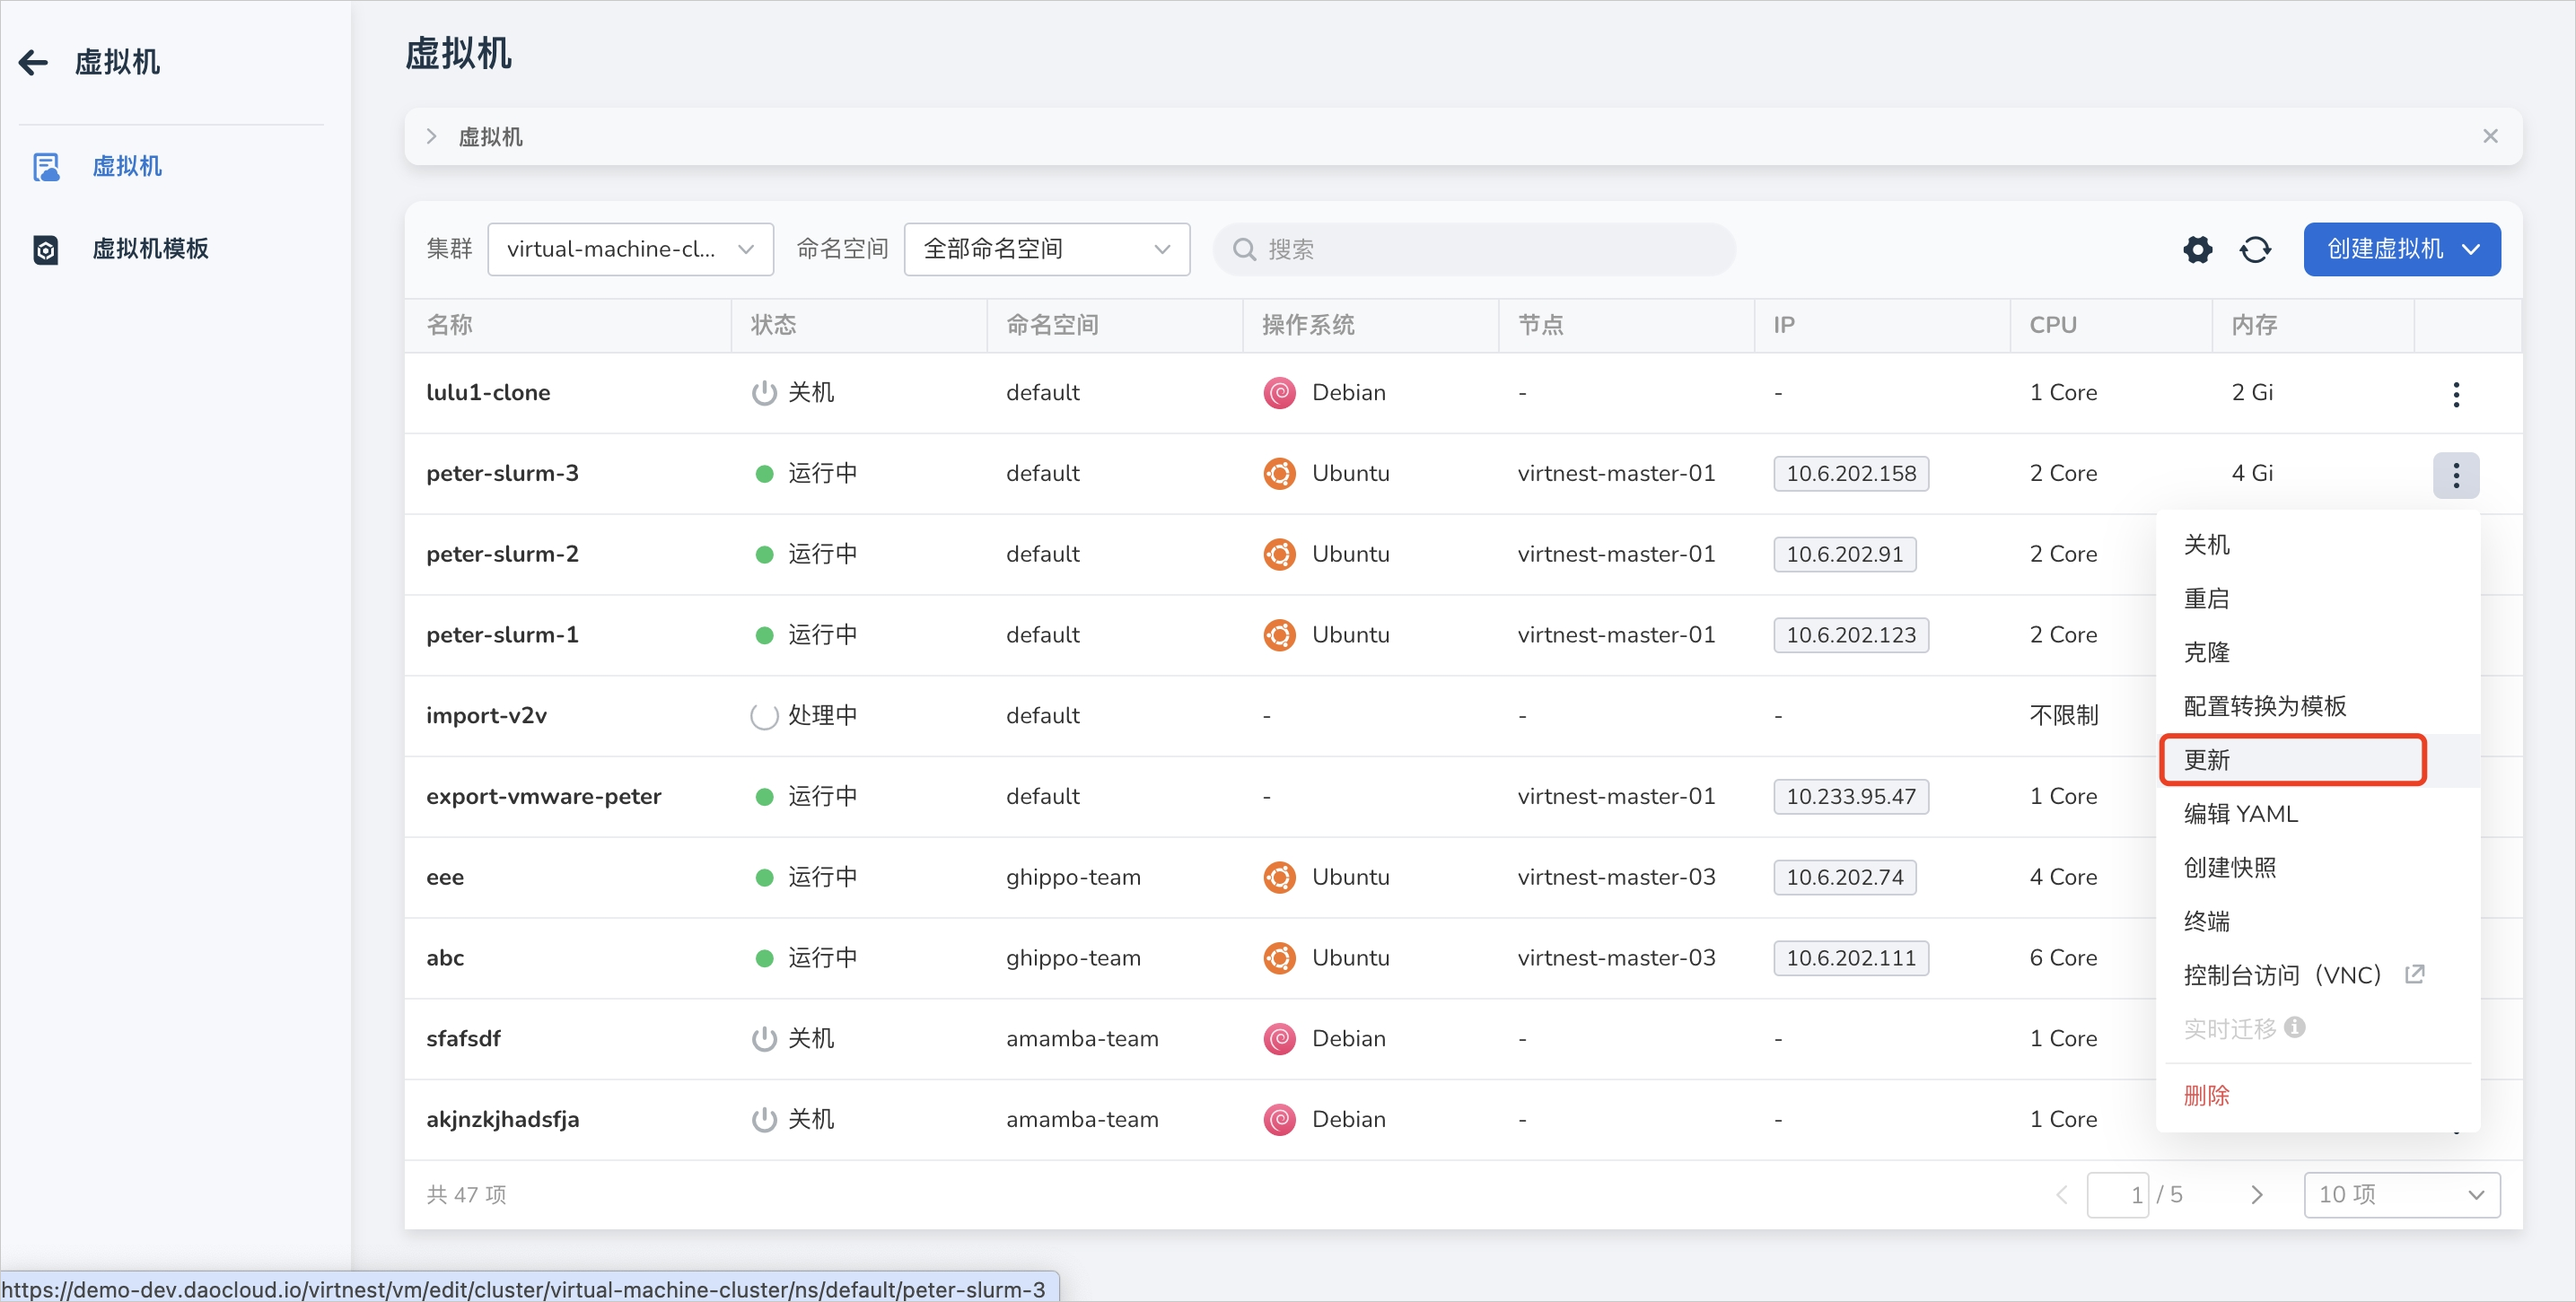 虚拟机
虚拟机
虚拟机模板
虚拟机
虚拟机
集群 virtual-machine-cl... 命名空间 全部命名空间 搜索 创建虚拟机
名称 状态 命名空间 操作系统 节点 IP CPU 内存
lulu1-clone 关机 default Debian - - 1 Core 2 Gi
peter-slurm-3 运行中 default Ubuntu virtnest-master-01 10.6.202.158 2 Core 4 Gi
peter-slurm-2 运行中 default Ubuntu virtnest-master-01 10.6.202.91 2 Core
peter-slurm-1 运行中 default Ubuntu virtnest-master-01 10.6.202.123 2 Core
import-v2v 处理中 default - - - 不限制
export-vmware-peter 运行中 default - virtnest-master-01 10.233.95.47 1 Core
eee 运行中 ghippo-team Ubuntu virtnest-master-03 10.6.202.74 4 Core
abc 运行中 ghippo-team Ubuntu virtnest-master-03 10.6.202.111 6 Core
sfafsdf 关机 amamba-team Debian - - 1 Core
akjnzkjhadsfja 关机 amamba-team Debian - - 1 Core
关机
重启
克隆
配置转换为模板
更新
编辑 YAML
创建快照
终端
控制台访问（VNC）
实时迁移
删除
共 47 项 1 / 5 10 项
https://demo-dev.daocloud.io/virtnest/vm/edit/cluster/virtual-machine-cluster/ns/default/peter-slurm-3